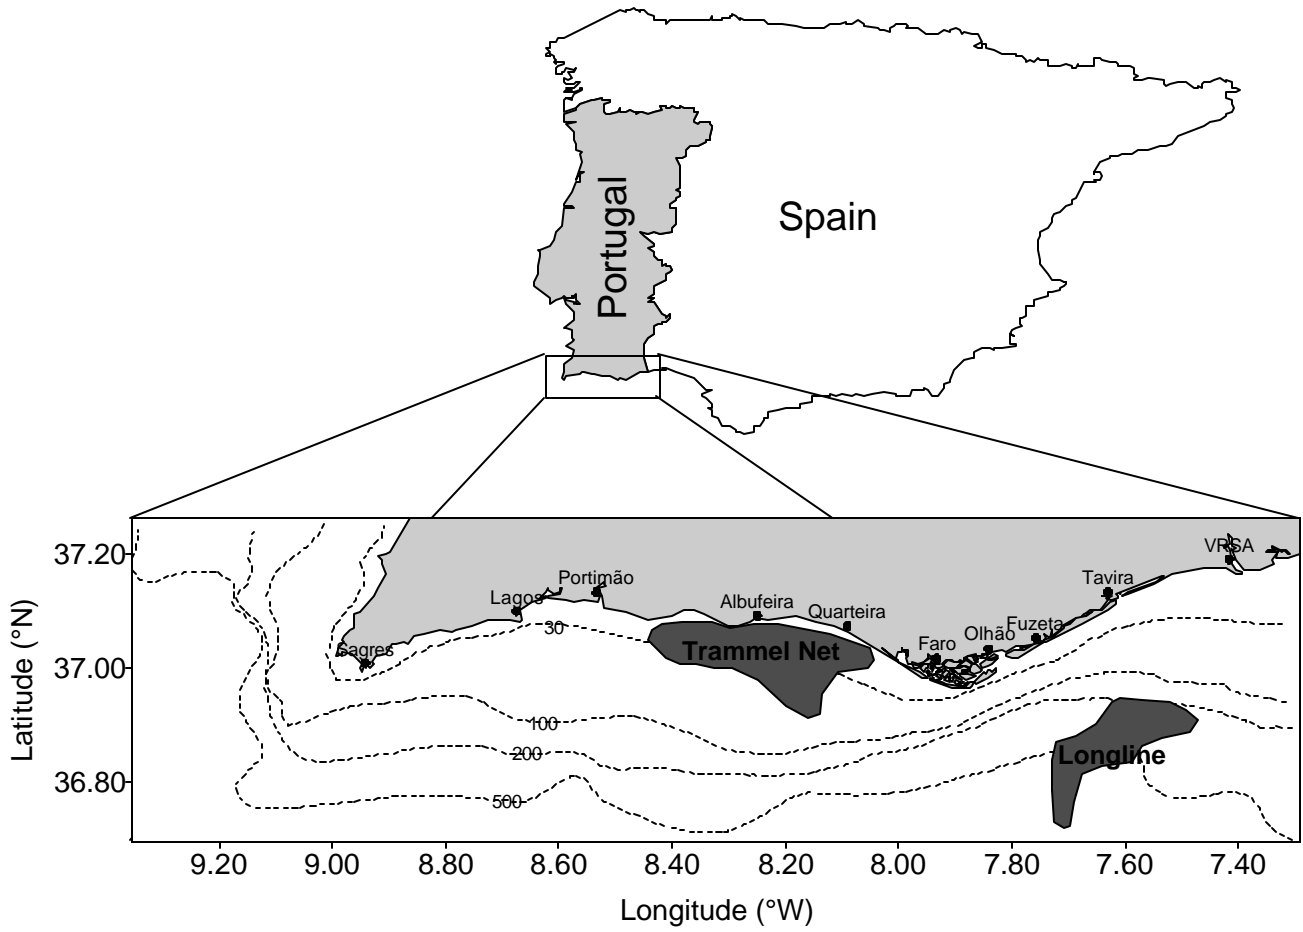 Portugal
Spain
37.20
37.00
36.80
Latitude (°N)
VRSA
Portimão
Tavira
Lagos
Albufeira
Quarteira
Fuzeta
30
Olhão
Sagres
Trammel Net
Faro
100
200
Longline
500
9.20 9.00 8.80 8.60 8.40 8.20 8.00 7.80 7.60 7.40
Longitude (°W)